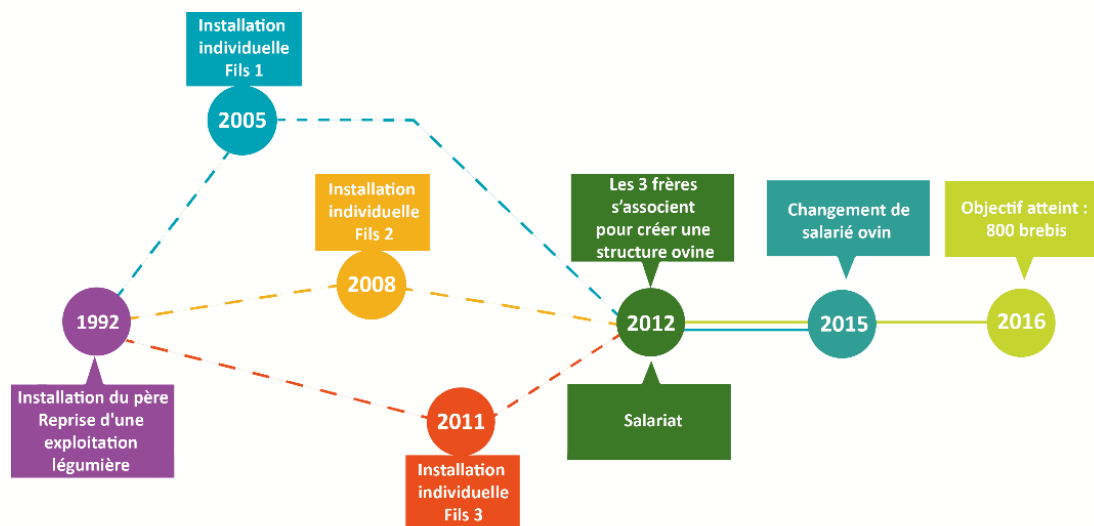 Installation
individuelle
Fils 1
2005
Installation
individuelle
Fils 2
2008
1992
Installation du père
Reprise d'une
exploitation
légumière
2011
Installation
individuelle
Fils 3
Les 3 frères
s’associent
pour créer une
structure ovine
2012
Salariat
Changement de
salarié ovin
2015
Objectif atteint :
800 brebis
2016